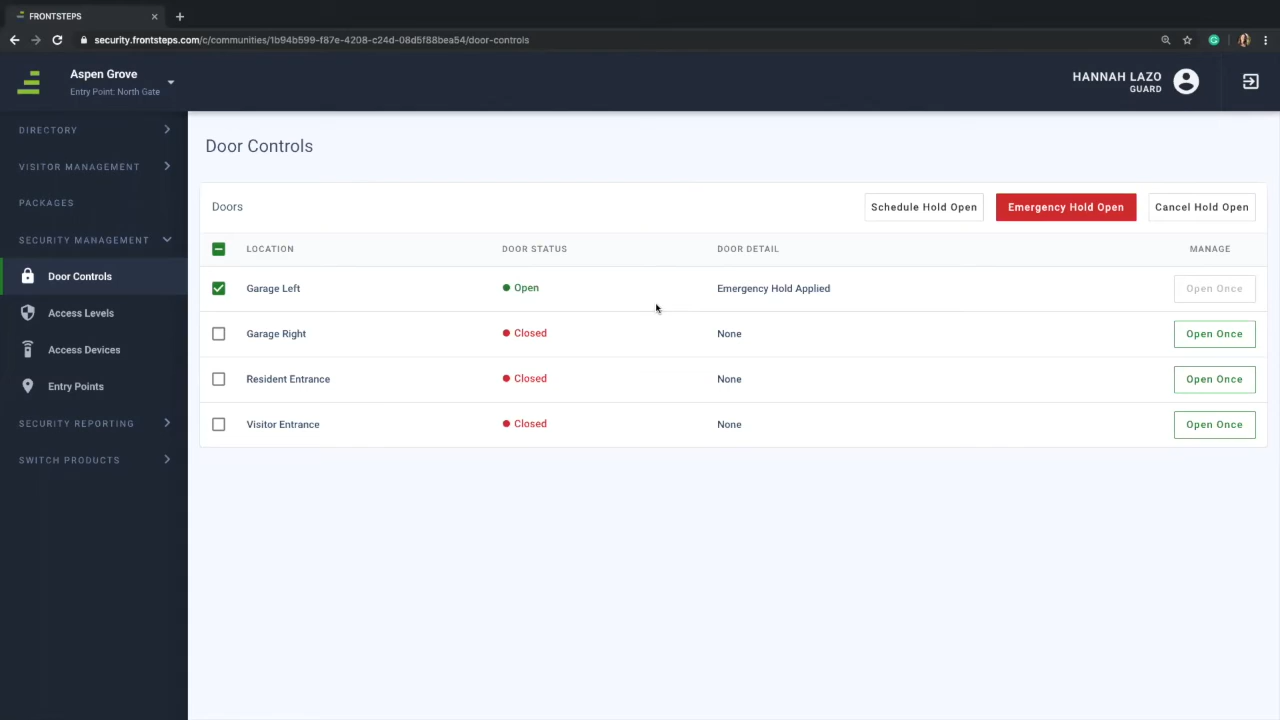 FRONTSTEPS
security.frontsteps.com/c/communities/1b94b599-f87e-4208-c24d-08d5f88bea54/door-controls
Aspen Grove
Entry Point: North Gate
HANNAH LAZO
GUARD
DIRECTORY
VISITOR MANAGEMENT
PACKAGES
SECURITY MANAGEMENT
Door Controls
Access Levels
Access Devices
Entry Points
SECURITY REPORTING
SWITCH PRODUCTS
Door Controls
Doors
Schedule Hold Open
Emergency Hold Open
Cancel Hold Open
LOCATION DOOR STATUS DOOR DETAIL MANAGE
Garage Left Open Emergency Hold Applied Open Once
Garage Right Closed None Open Once
Resident Entrance Closed None Open Once
Visitor Entrance Closed None Open Once